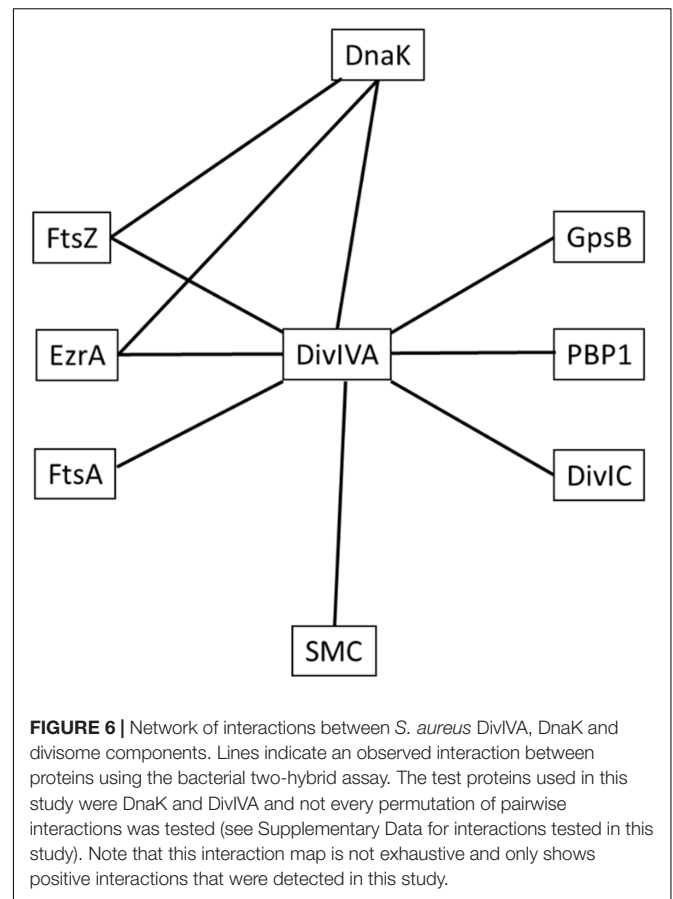 DnaK
FtsZ
GpsB
EzrA
DivIVA
PBP1
FtsA
DivIC
SMC
FIGURE 6 | Network of interactions between S. aureus DivIVA, DnaK and
divisome components. Lines indicate an observed interaction between
proteins using the bacterial two-hybrid assay. The test proteins used in this
study were DnaK and DivIVA and not every permutation of pairwise
interactions was tested (see Supplementary Data for interactions tested in this
study). Note that this interaction map is not exhaustive and only shows
positive interactions that were detected in this study.